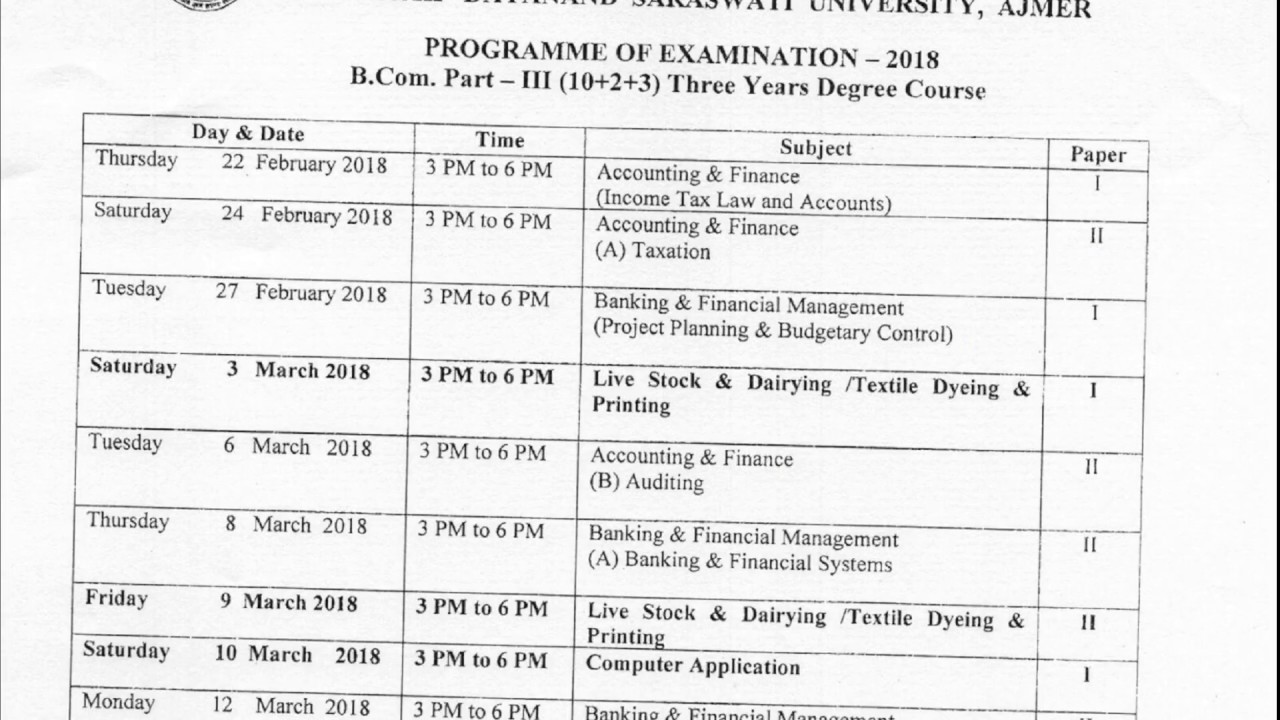 DAYANAND SARASWATI UNIVERSITY, AJMER
PROGRAMME OF EXAMINATION – 2018
B.Com. Part – III (10+2+3) Three Years Degree Course
Day & Date Time Subject Paper
Thursday 22 February 2018 3 PM to 6 PM Accounting & Finance I
(Income Tax Law and Accounts)
Saturday 24 February 2018 3 PM to 6 PM Accounting & Finance II
(A) Taxation
Tuesday 27 February 2018 3 PM to 6 PM Banking & Financial Management I
(Project Planning & Budgetary Control)
Saturday 3 March 2018 3 PM to 6 PM Live Stock & Dairying /Textile Dyeing & I
Printing
Tuesday 6 March 2018 3 PM to 6 PM Accounting & Finance II
(B) Auditing
Thursday 8 March 2018 3 PM to 6 PM Banking & Financial Management II
(A) Banking & Financial Systems
Friday 9 March 2018 3 PM to 6 PM Live Stock & Dairying /Textile Dyeing & II
Printing
Saturday 10 March 2018 3 PM to 6 PM Computer Application I
Monday 12 March 2018 3 PM to 6 PM Banking & Financial Management